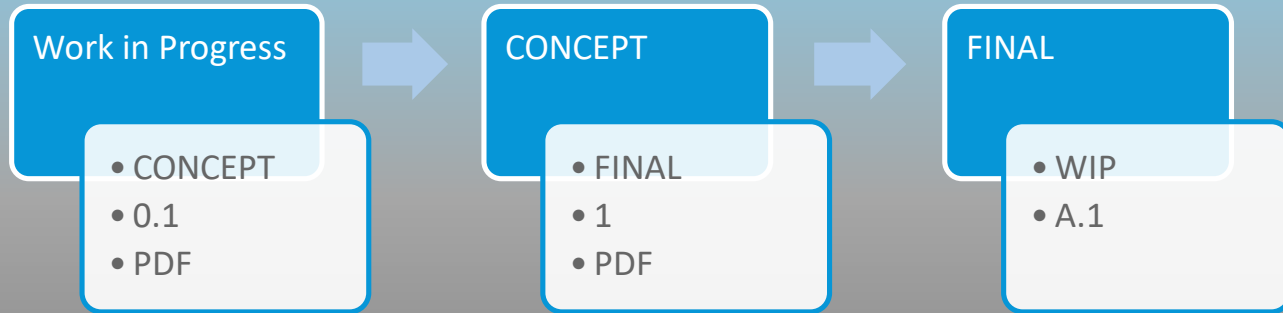 Work in Progress
• CONCEPT
• 0.1
• PDF
CONCEPT
• FINAL
• 1
• PDF
FINAL
• WIP
• A.1